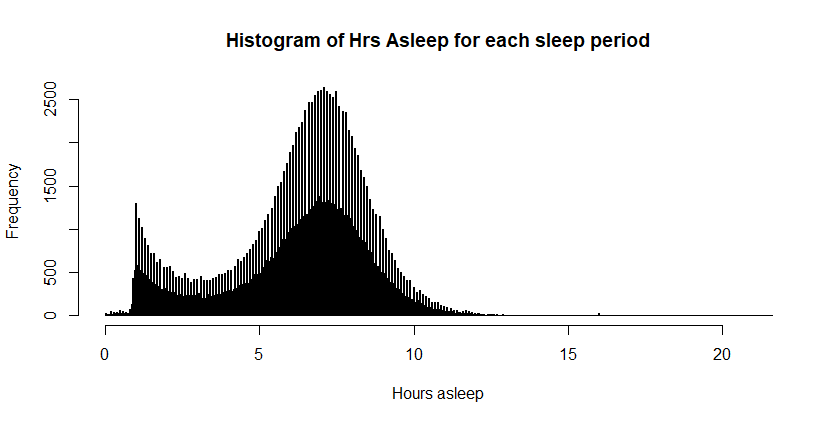 Histogram of Hrs Asleep for each sleep period
Frequency
2500
1500
500
0
0 5 10 15 20
Hours asleep